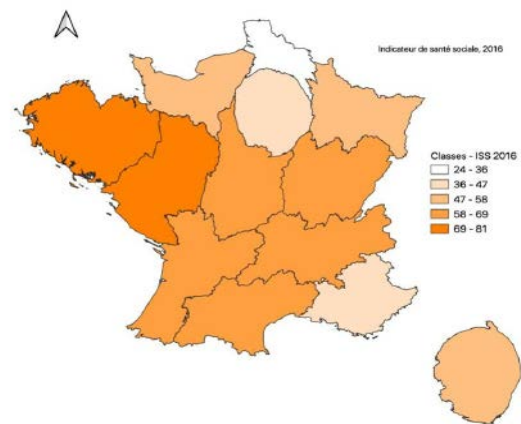 Indicateur de santé sociale, 2016
Classes - ISS 2016
24 - 36
36 - 47
47 - 58
58 - 69
69 - 81